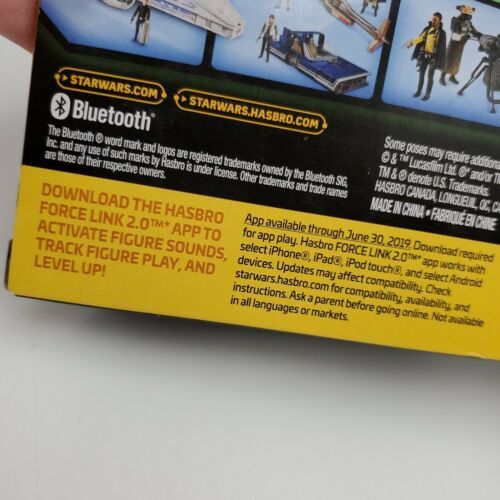 STARWARS.COM
STARWARS.HASBRO.COM
Bluetooth®
The Bluetooth ® word mark and logos are registered trademarks owned by Bluetooth SIG,
Inc. and any use of such marks by Hasbro is under license. Other trademarks and trade names
are those of their respective owners.
Some poses may require addition
© & ™ Lucasfilm Ltd. ® and/or
TM & ® denote U.S. Trademarks.
HASBRO CANADA, LONGUEUIL, QC,
MADE IN CHINA • FABRIQUÉ EN CHINE
DOWNLOAD THE HASBRO
FORCE LINK 2.0™* APP TO
ACTIVATE FIGURE SOUNDS,
TRACK FIGURE PLAY, AND
LEVEL UP!
App available through June 30, 2019. Download required
for app play. Hasbro FORCE LINK 2.0™* app works with
select iPhone®, iPad®, iPod touch®, and select Android
devices. Updates may affect compatibility. Check
starwars.hasbro.com for compatibility, availability, and
instructions. Ask a parent before going online. Not available
in all languages or markets.